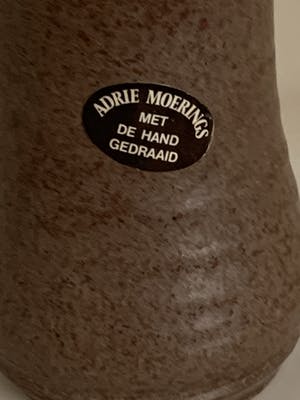 ADRIE MOERINGS
MET
DE HAND
GEDRAAID